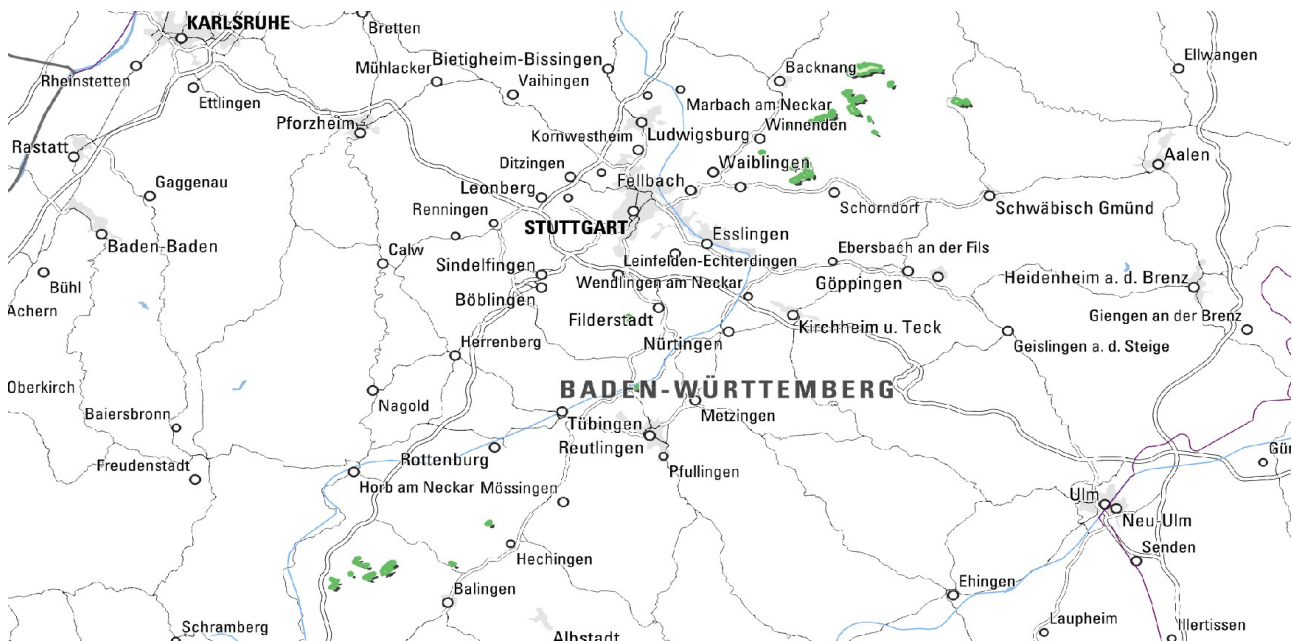 KARLSRUHE
Bretten
Ellwangen
Bietigheim-Bissingen
Mühlacker
Backnang
Rheinstetten
Vaihingen
Ettlingen
Marbach am Neckar
Pforzheim
Kornwestheim
Ludwigsburg
Winnenden
Rastatt
Ditzingen
Waiblingen
Aalen
Gaggenau
Leonberg
Fellbach
Renningen
Schorndorf
Schwäbisch Gmünd
STUTTGART
Esslingen
Baden-Baden
Calw
Ebersbach an der Fils
Sindelfingen
Leinfelden-Echterdingen
Bühl
Wendlingen am Neckar
Göppingen
Heidenheim a. d. Brenz
Böblingen
Achern
Filderstadt
Kirchheim u. Teck
Giengen an der Brenz
Herrenberg
Nürtingen
Geislingen a. d. Steige
Oberkirch
BADEN-WÜRTTEMBERG
Nagold
Baiersbronn
Metzingen
Tübingen
Reutlingen
Gür
Freudenstadt
Rottenburg
Pfullingen
Horb am Neckar
Mössingen
Ulm
Neu-Ulm
Senden
Hechingen
Balingen
Ehingen
Laupheim
Schramberg
Illertissen
Albstadt